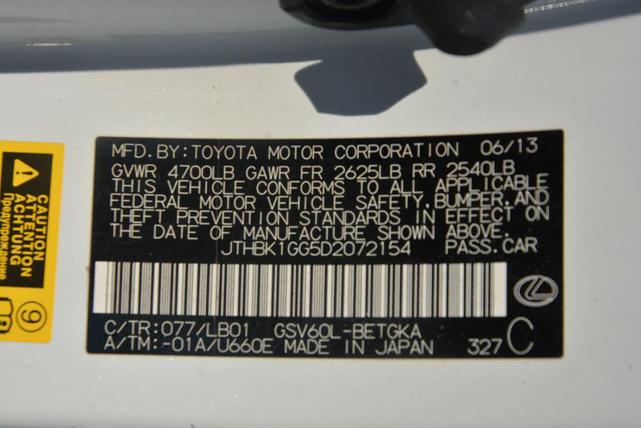 MFD. BY: TOYOTA MOTOR CORPORATION 06/13
GVWR 4700LB GAWR FR 2625LB RR 2540LB
THIS VEHICLE CONFORMS TO ALL APPLICABLE
FEDERAL MOTOR VEHICLE SAFETY, BUMPER, AND
THEFT PREVENTION STANDARDS IN EFFECT ON
THE DATE OF MANUFACTURE SHOWN ABOVE.
JTHBK1GG5D2072154 PASS. CAR
C/TR: 077/LB01 GSV60L-BETGKA
A/TM: -01A/U660E MADE IN JAPAN 327 C
CAUTION
ATTENTION
ACHTUNG
9